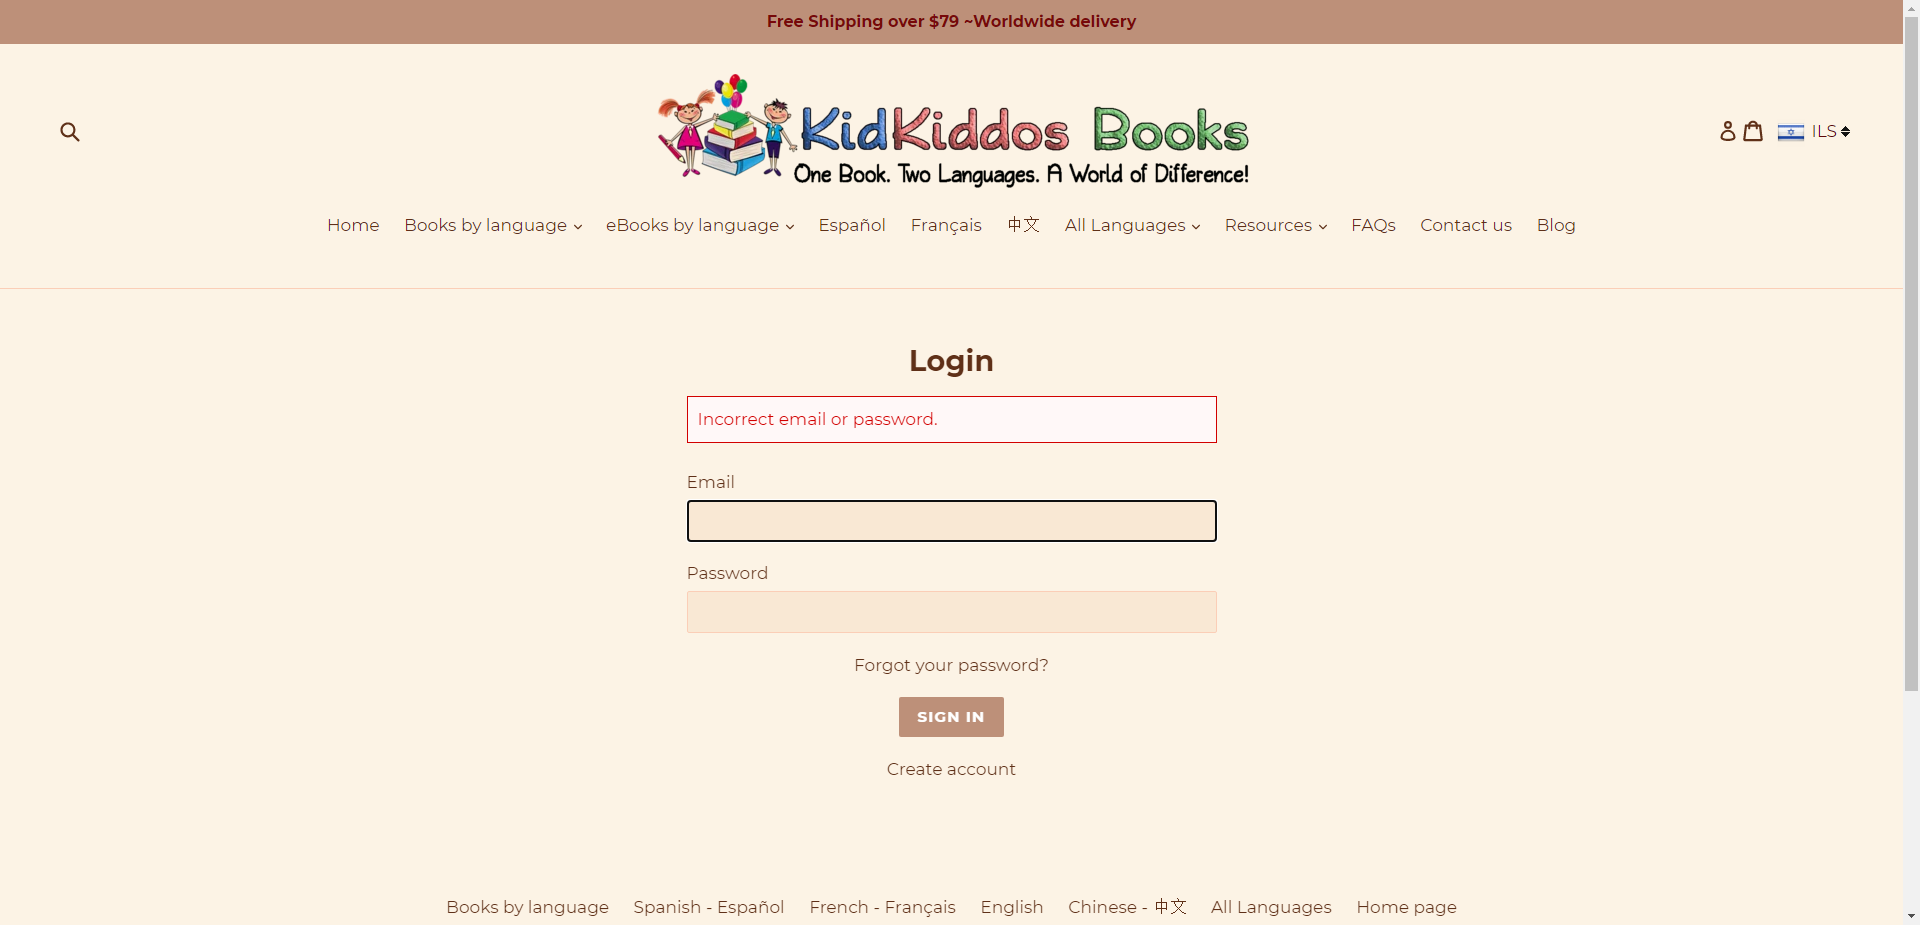 Free Shipping over $79 ~Worldwide delivery
KidKiddos Books
One Book. Two Languages. A World of Difference!
ILS
Home Books by language eBooks by language Español Français 中文 All Languages Resources FAQs Contact us Blog
Login
Incorrect email or password.
Email
Password
Forgot your password?
SIGN IN
Create account
Books by language Spanish - Español French - Français English Chinese - 中文 All Languages Home page